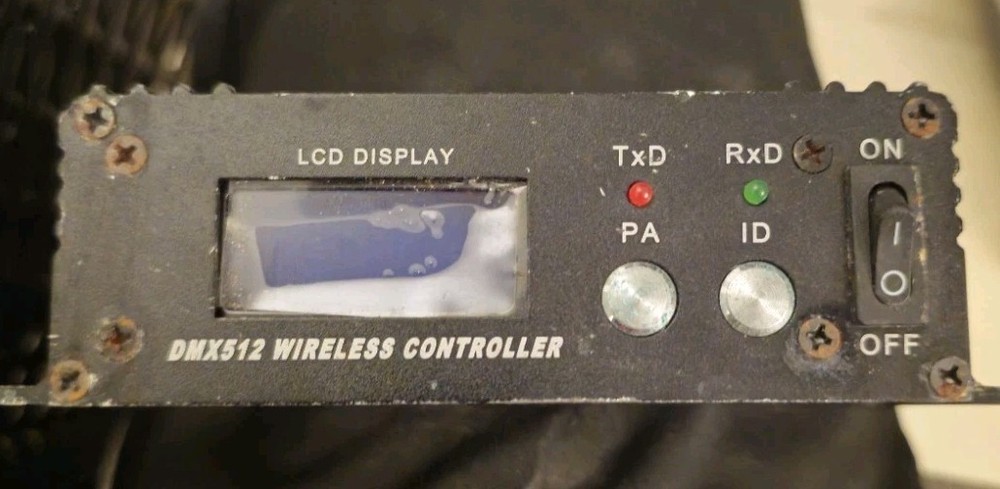 LCD DISPLAY
TxD RxD ON
PA ID
I
O
DMX512 WIRELESS CONTROLLER
OFF